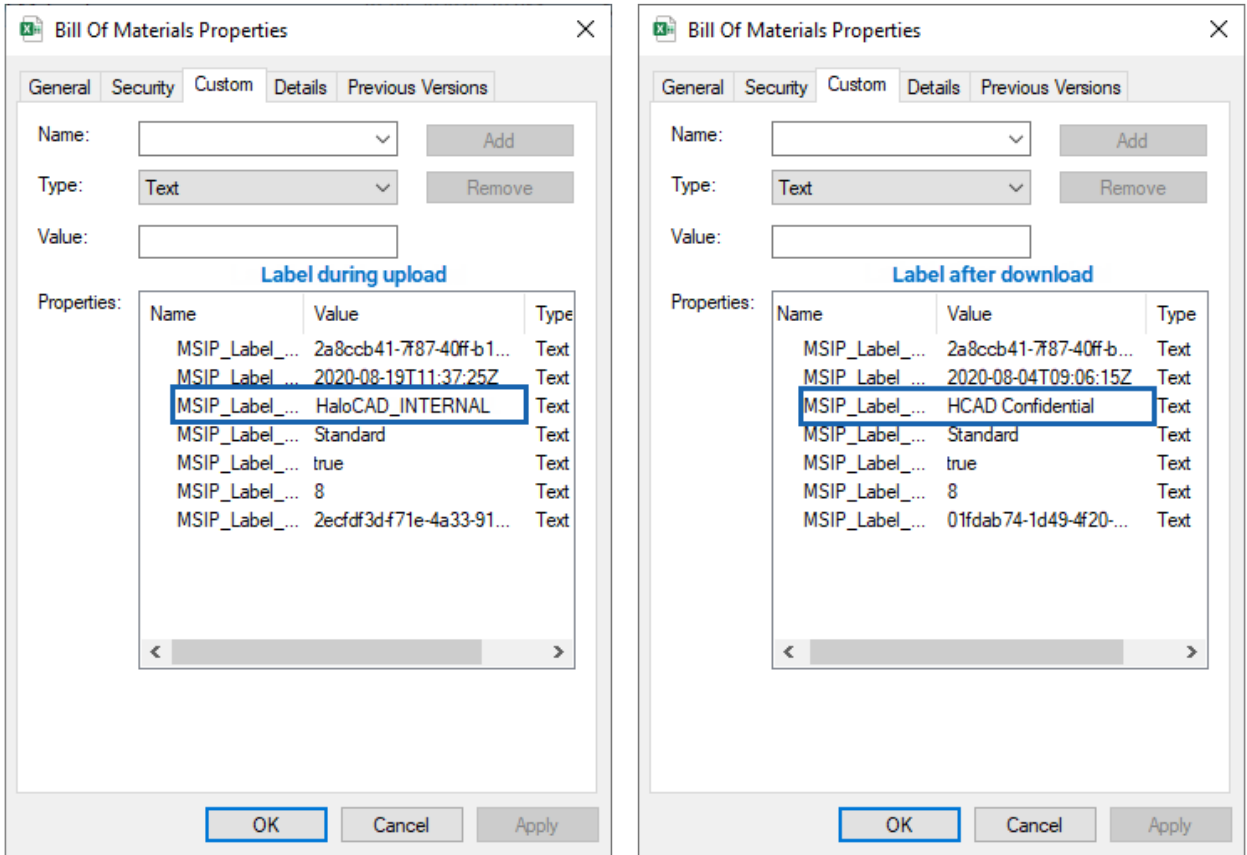 Bill Of Materials Properties
General Security Custom Details Previous Versions
Name:
Add
Type:
Text
Remove
Value:
Label during upload
Properties:
Name Value Type
MSIP_Label_... 2a8ccb41-7f87-40ff-b1... Text
MSIP_Label_... 2020-08-19T11:37:25Z Text
MSIP_Label_... HaloCAD_INTERNAL Text
MSIP_Label_... Standard Text
MSIP_Label_... true Text
MSIP_Label_... 8 Text
MSIP_Label_... 2ecfdf3d-f71e-4a33-91... Text
OK Cancel Apply
Bill Of Materials Properties
General Security Custom Details Previous Versions
Name:
Add
Type:
Text
Remove
Value:
Label after download
Properties:
Name Value Type
MSIP_Label_... 2a8ccb41-7f87-40ff-b... Text
MSIP_Label_... 2020-08-04T09:06:15Z Text
MSIP_Label_... HCAD Confidential Text
MSIP_Label_... Standard Text
MSIP_Label_... true Text
MSIP_Label_... 8 Text
MSIP_Label_... 01fdab74-1d49-4f20-... Text
OK Cancel Apply